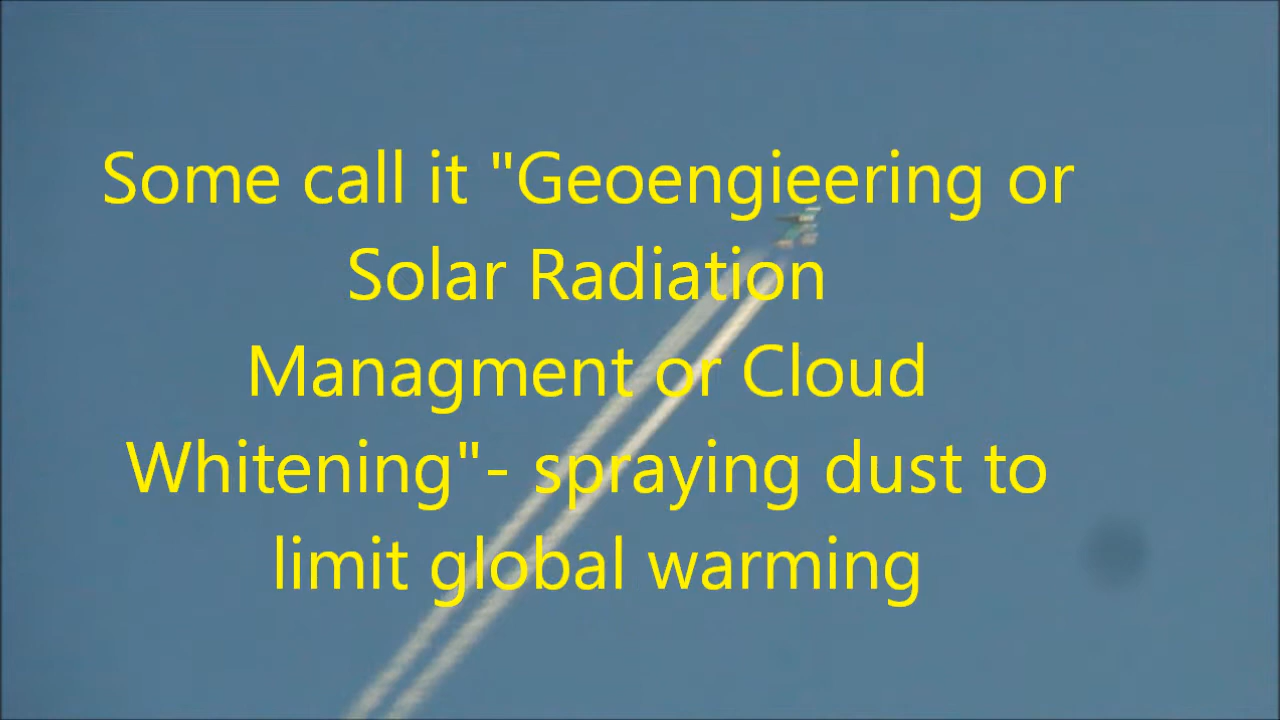 Some call it "Geoengieering or
Solar Radiation
Managment or Cloud
Whitening"- spraying dust to
limit global warming